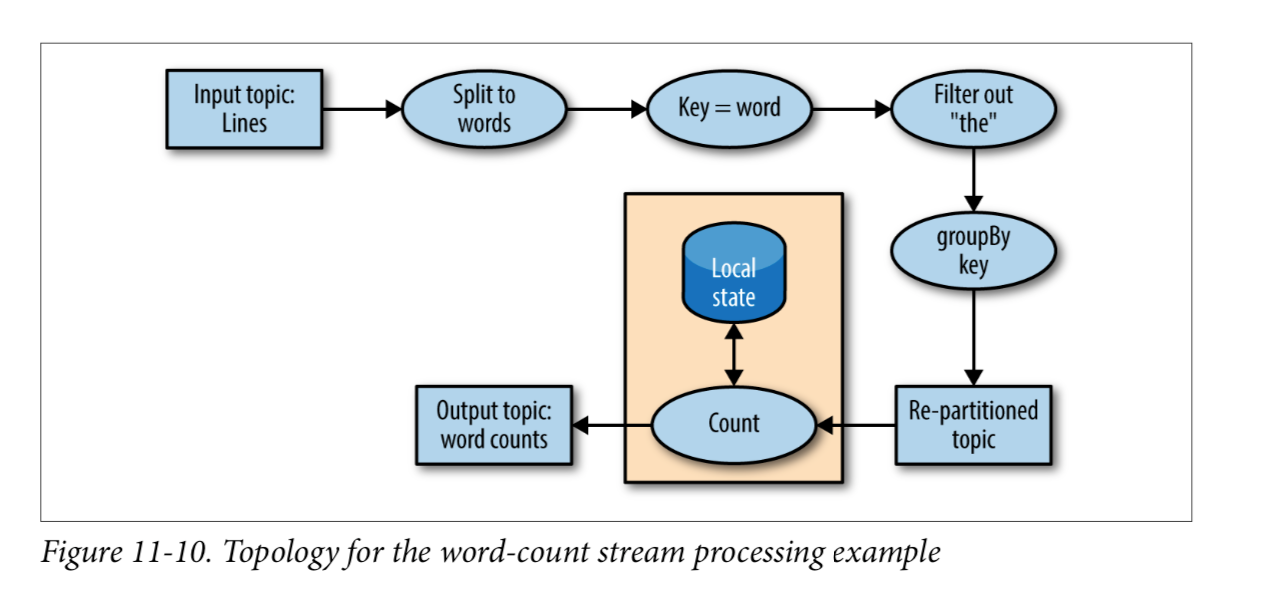 Input topic:
Lines
Split to
words
Key = word
Filter out
"the"
groupBy
key
Local
state
Output topic:
word counts
Count
Re-partitioned
topic
Figure 11-10. Topology for the word-count stream processing example